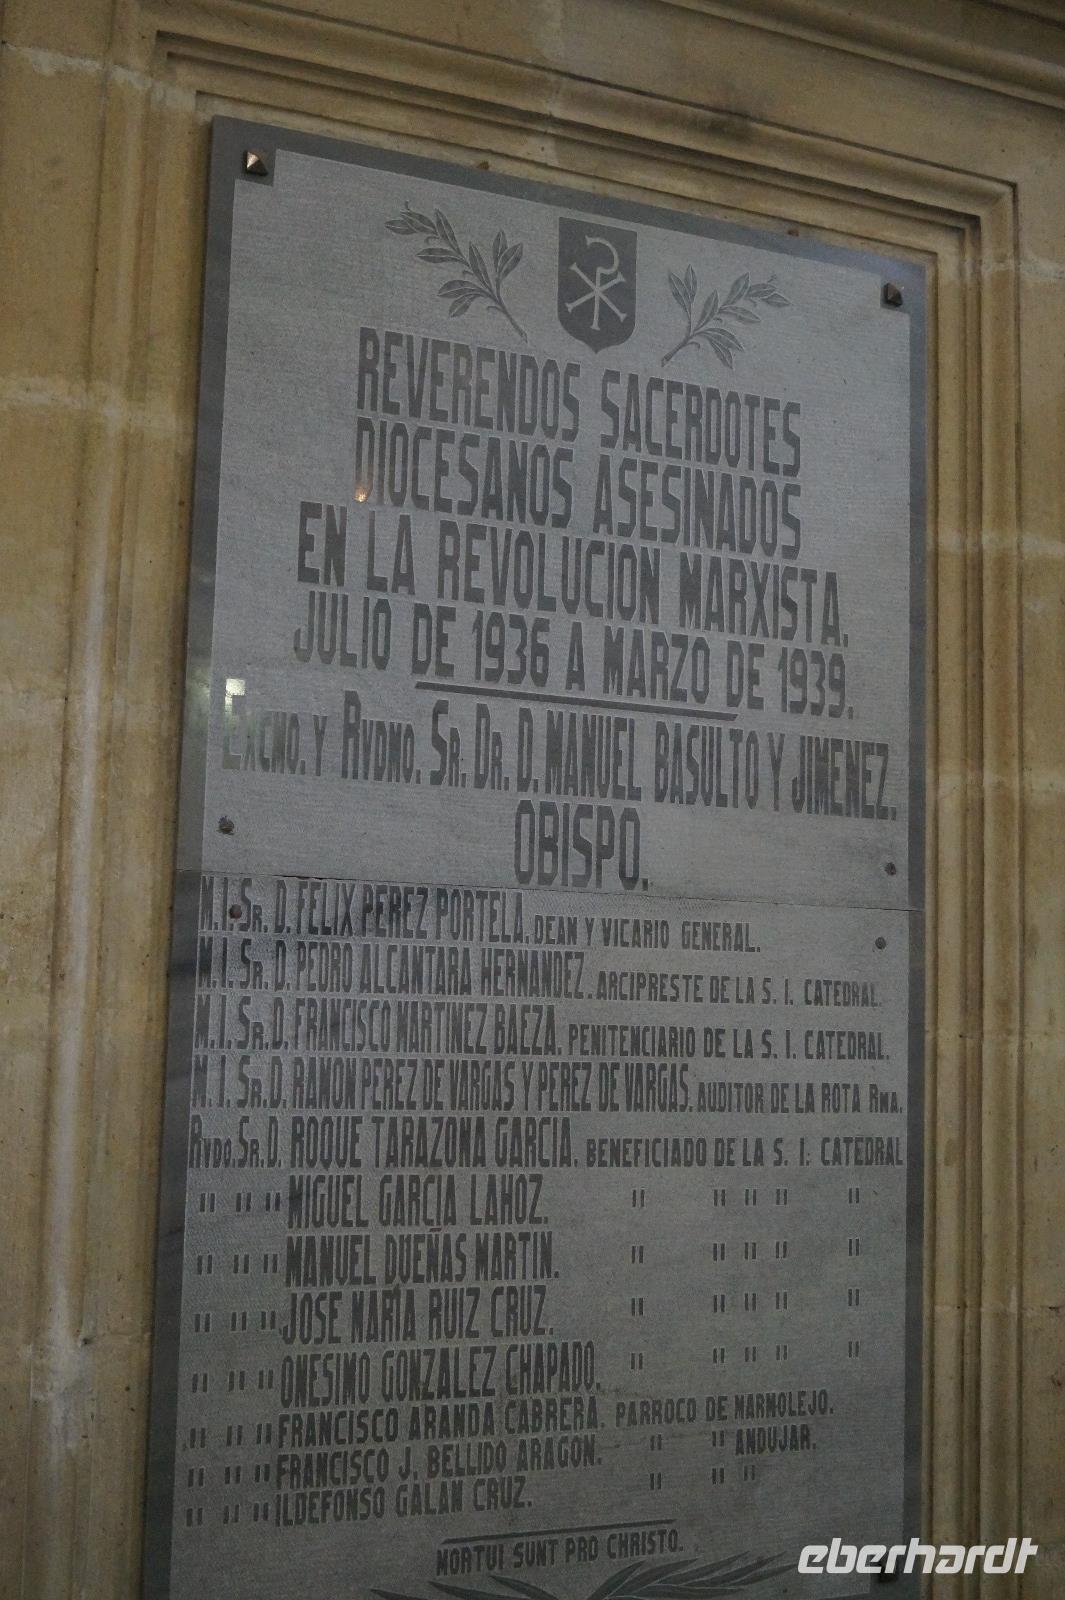 REVERENDOS SACERDOTES
DIOCESANOS ASESINADOS
EN LA REVOLUCION MARXISTA.
JULIO DE 1936 A MARZO DE 1939.
EXCMO. Y RVDMO. SR. DR. D. MANUEL BASULTO Y JIMENEZ.
OBISPO.
M. I. SR. D. FELIX PEREZ PORTELA. DEAN Y VICARIO GENERAL.
M. I. SR. D. PEDRO ALCANTARA HERNANDEZ. ARCIPRESTE DE LA S. I. CATEDRAL.
M. I. SR. D. FRANCISCO MARTINEZ BAEZA. PENITENCIARIO DE LA S. I. CATEDRAL.
M. I. SR. D. RAMON PEREZ DE VARGAS Y PEREZ DE VARGAS. AUDITOR DE LA ROTA RMA.
RVDO. SR. D. ROQUE TARAZONA GARCIA. BENEFICIADO DE LA S. I. CATEDRAL
" " " MIGUEL GARCIA LAHOZ. " " " " "
" " " MANUEL DUEÑAS MARTIN. " " " " "
" " " JOSE MARIA RUIZ CRUZ. " " " " "
" " " ONESIMO GONZALEZ CHAPADO. " " " " "
" " " FRANCISCO ARANDA CABRERA. PARROCO DE MARMOLEJO.
" " " FRANCISCO J. BELLIDO ARAGON. " " ANDUJAR.
" " " ILDEFONSO GALAN CRUZ. " " "
MORTUI SUNT PRO CHRISTO.
eberhardt